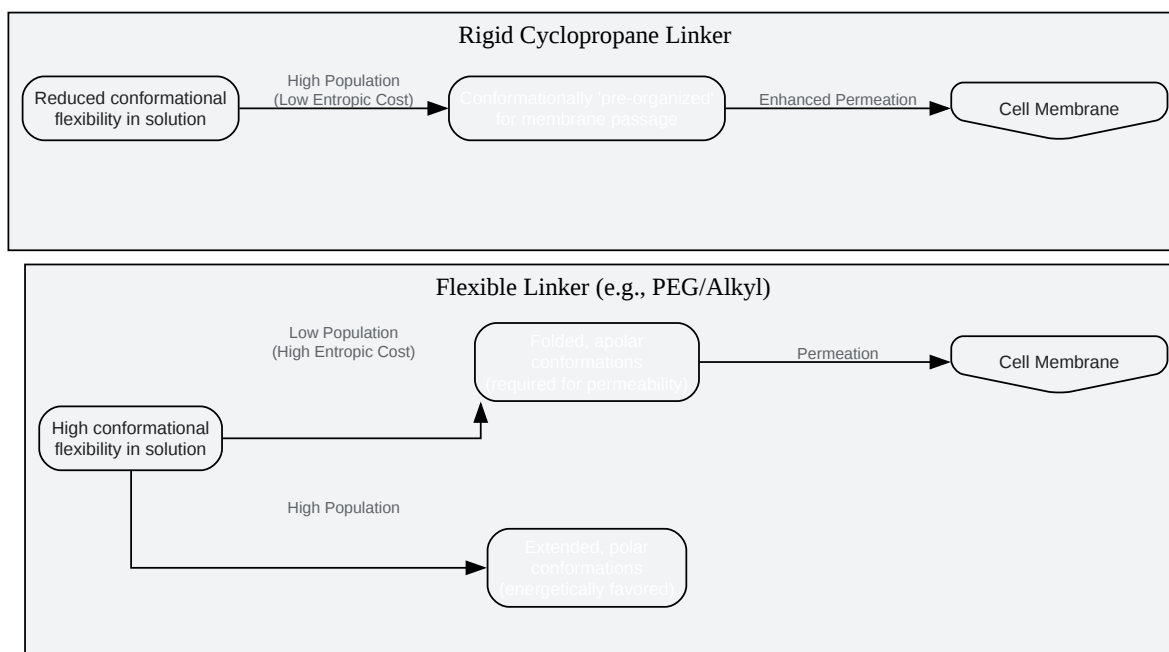 Rigid Cyclopropane Linker
Reduced conformational
flexibility in solution
High Population
(Low Entropic Cost)
Conformationally 'pre-organized'
for membrane passage
Enhanced Permeation
Cell Membrane
Flexible Linker (e.g., PEG/Alkyl)
High conformational
flexibility in solution
Low Population
(High Entropic Cost)
Folded, apolar
conformations
(required for permeability)
Permeation
Cell Membrane
High Population
Extended, polar
conformations
(energetically favored)